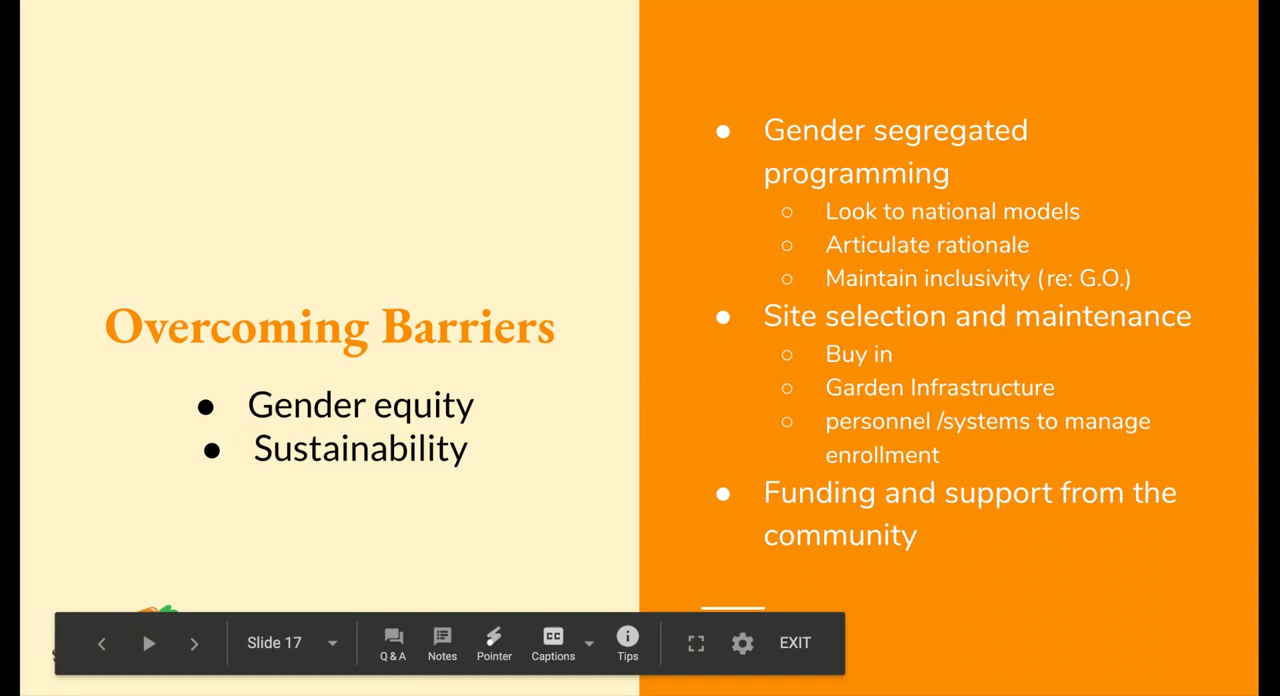 Overcoming Barriers
● Gender equity
● Sustainability
● Gender segregated
programming
○ Look to national models
○ Articulate rationale
○ Maintain inclusivity (re: G.O.)
● Site selection and maintenance
○ Buy in
○ Garden Infrastructure
○ personnel /systems to manage
enrollment
● Funding and support from the
community
Slide 17
Q & A
Notes
Pointer
CC
Captions
Tips
EXIT